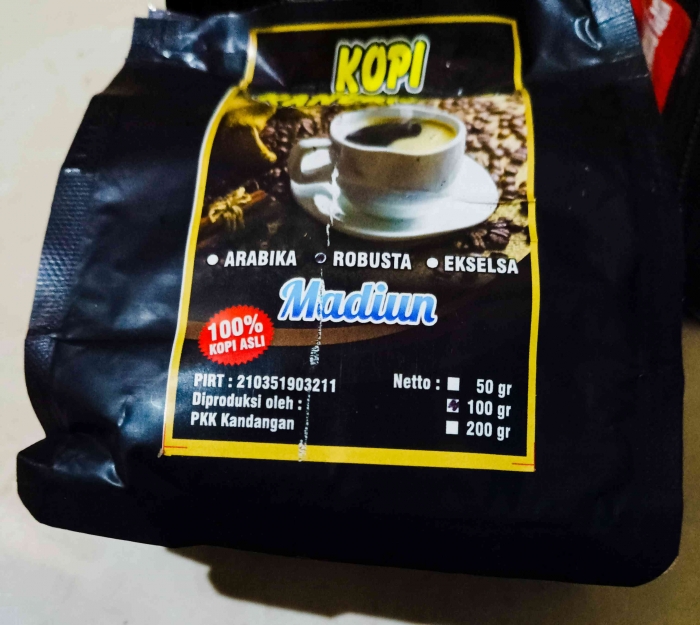 KOPI
ARABIKA ROBUSTA EKSELSA
Madiun
100%
KOPI ASLI
PIRT : 210351903211
Diproduksi oleh :
PKK Kandangan
Netto : 50 gr
100 gr
200 gr